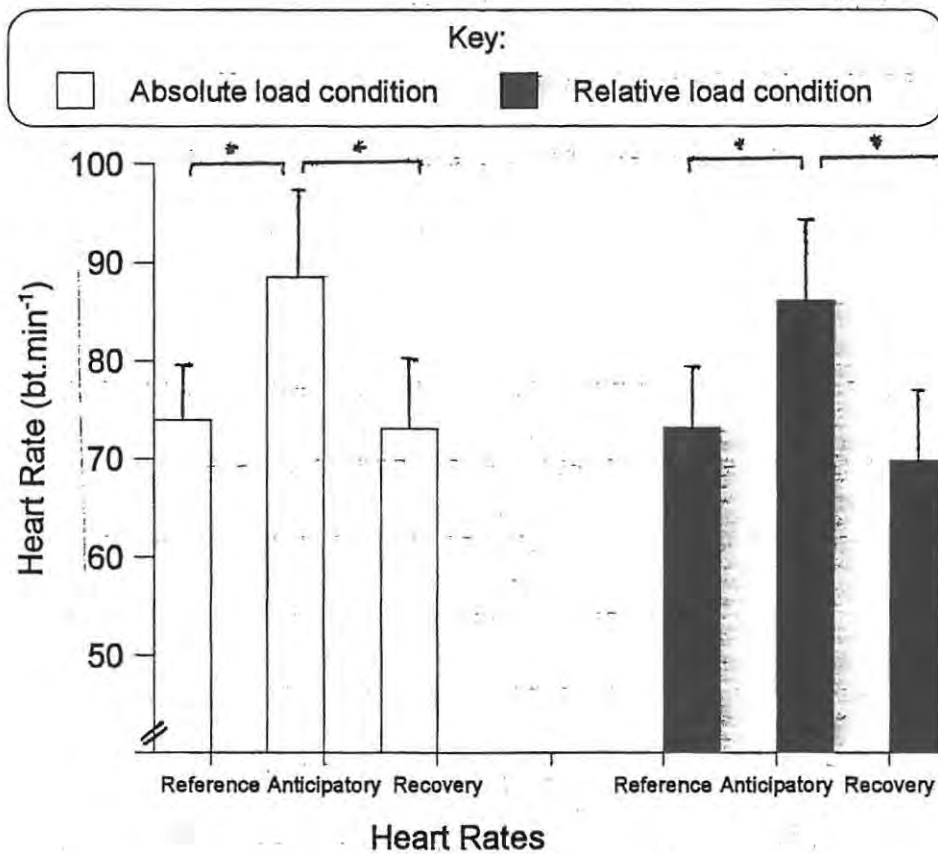 Key:
Absolute load condition Relative load condition
* * * *
100
90
80
70
60
50
Heart Rate (bt.min⁻¹)
Reference Anticipatory Recovery Reference Anticipatory Recovery
Heart Rates